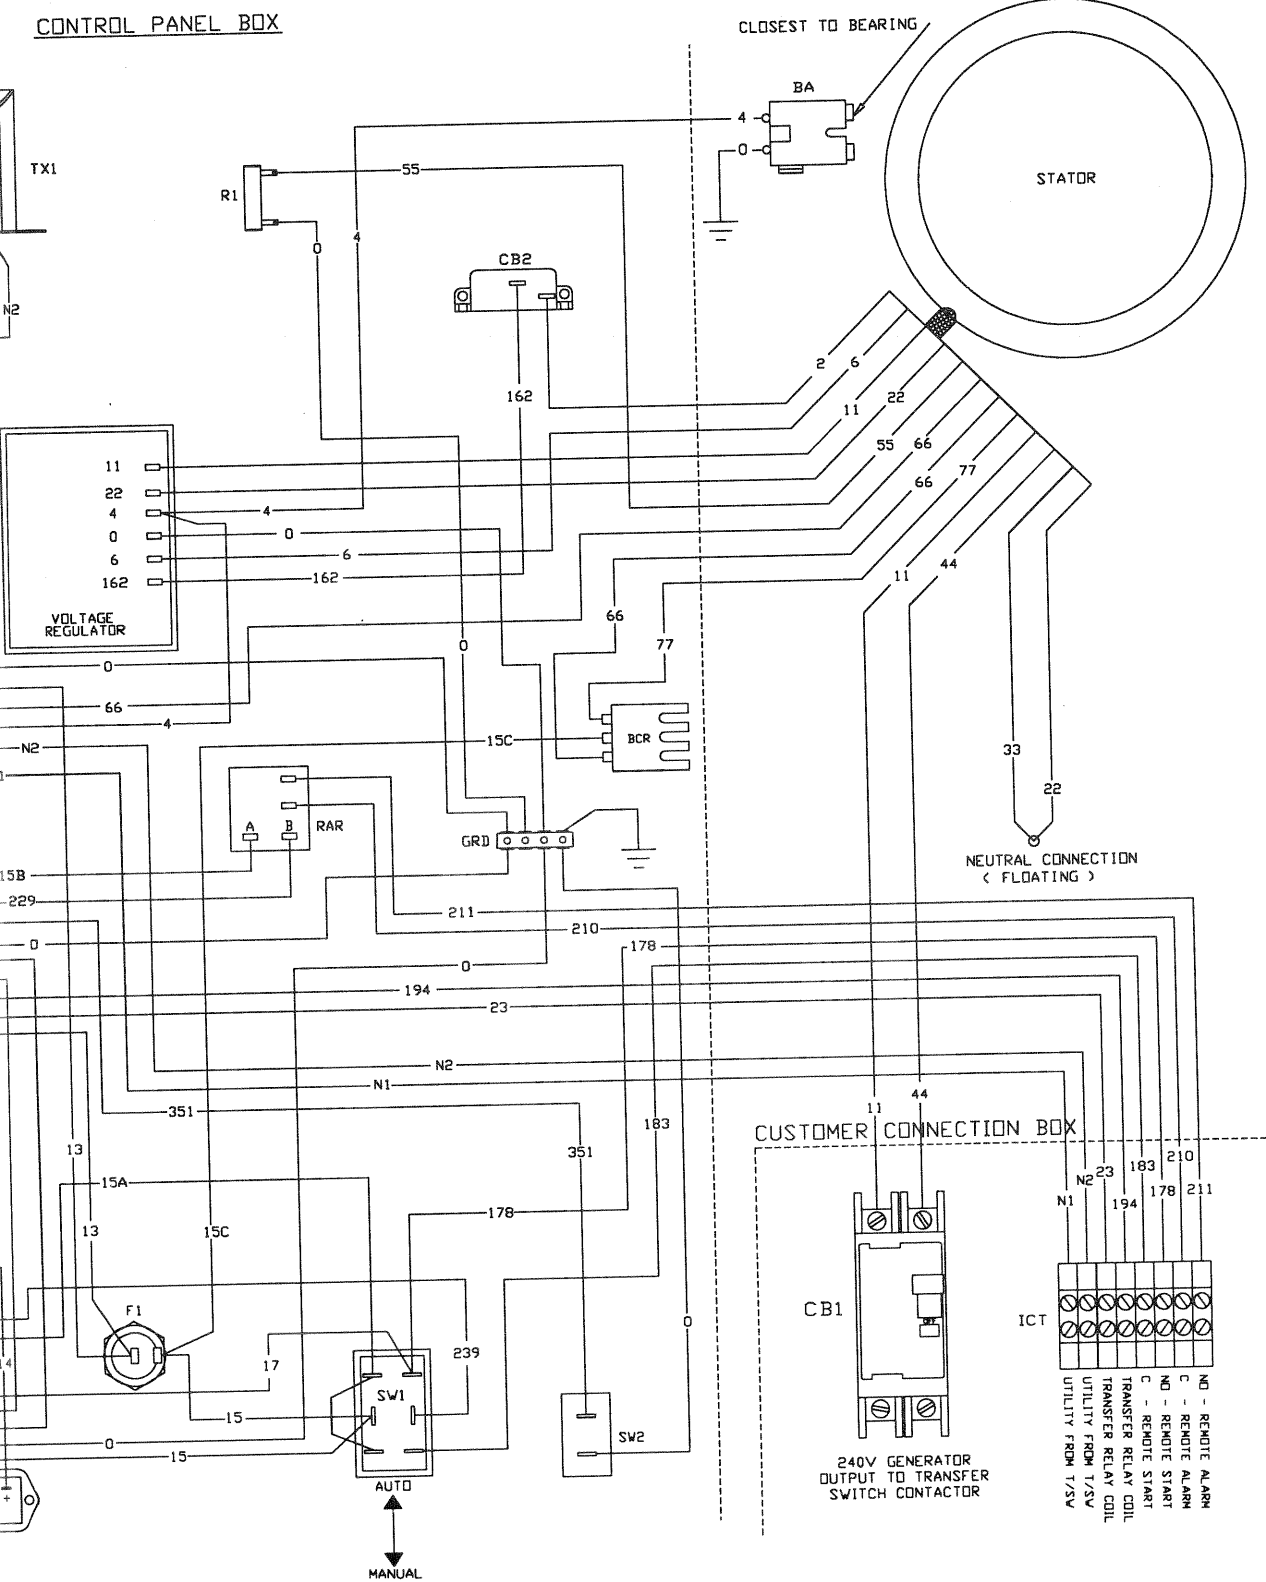 CONTROL PANEL BOX
CLOSEST TO BEARING
BA
4
0
TX1
R1
55
STATOR
0
4
CB2
N2
2
6
162
11
22
55
66
66
77
11
22
4
4
0
0
6
6
162
162
11
44
VOLTAGE
REGULATOR
66
77
0
0
66
4
N2
15C
BCR
33
22
A
B
RAR
GRD
NEUTRAL CONNECTION
( FLOATING )
15B
229
211
210
0
178
0
194
23
N2
N1
351
11
44
183
CUSTOMER CONNECTION BOX
13
351
15A
N1
N2
23
194
183
178
210
211
13
15C
178
F1
CB1
OFF
ICT
0
14
17
239
SW1
15
0
15
SW2
AUTO
MANUAL
240V GENERATOR
OUTPUT TO TRANSFER
SWITCH CONTACTOR
UTILITY FROM T/SW
UTILITY FROM T/SW
TRANSFER RELAY COIL
TRANSFER RELAY COIL
C - REMOTE START
NO - REMOTE START
C - REMOTE ALARM
NO - REMOTE ALARM